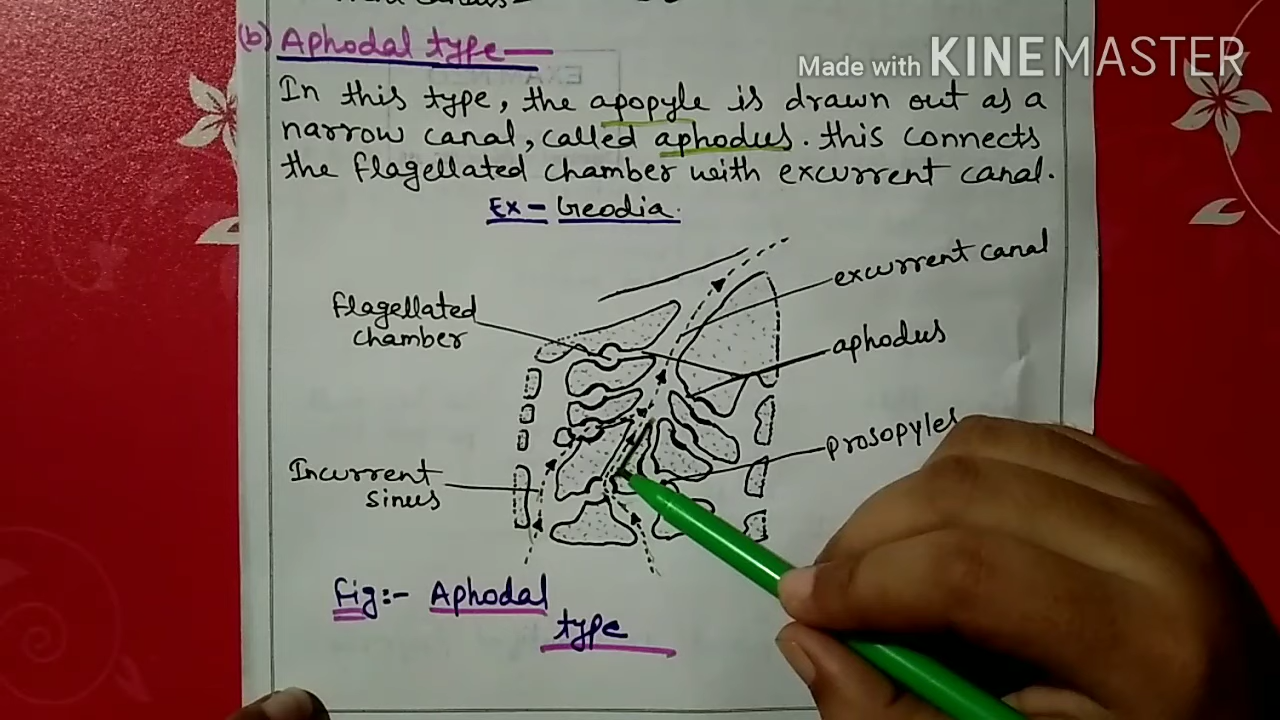 (b) Aphodal type—
Made with KINEMASTER
In this type, the apopyle is drawn out as a
narrow canal, called aphodus. this connects
the flagellated chamber with excurrent canal.
Ex - Geodia.
excurrent canal
flagellated
chamber
aphodus
prosopyles
Incurrent
sinus
Fig:- Aphodal
type